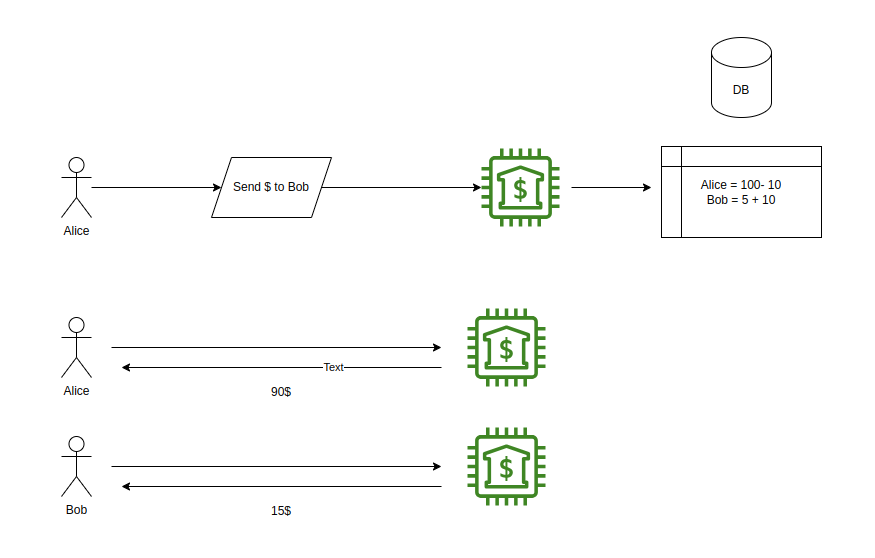 DB
Alice
Send $ to Bob
$
Alice = 100- 10
Bob = 5 + 10
Alice
Text
90$
$
Bob
15$
$